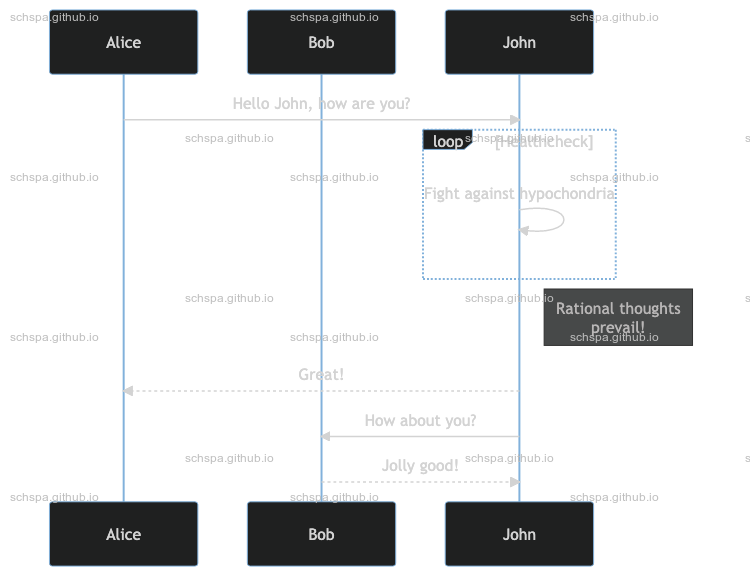 schspa.github.io schspa.github.io schspa.github.io
Alice Bob John
Hello John, how are you?
schspa.github.io schspa.github.io s
loop [Healthcheck]
schspa.github.io schspa.github.io schspa.github.io
Fight against hypochondria
schspa.github.io schspa.github.io s
Rational thoughts
prevail!
schspa.github.io schspa.github.io schspa.github.io
Great!
How about you?
schspa.github.io schspa.github.io s
Jolly good!
schspa.github.io schspa.github.io schspa.github.io
Alice Bob John